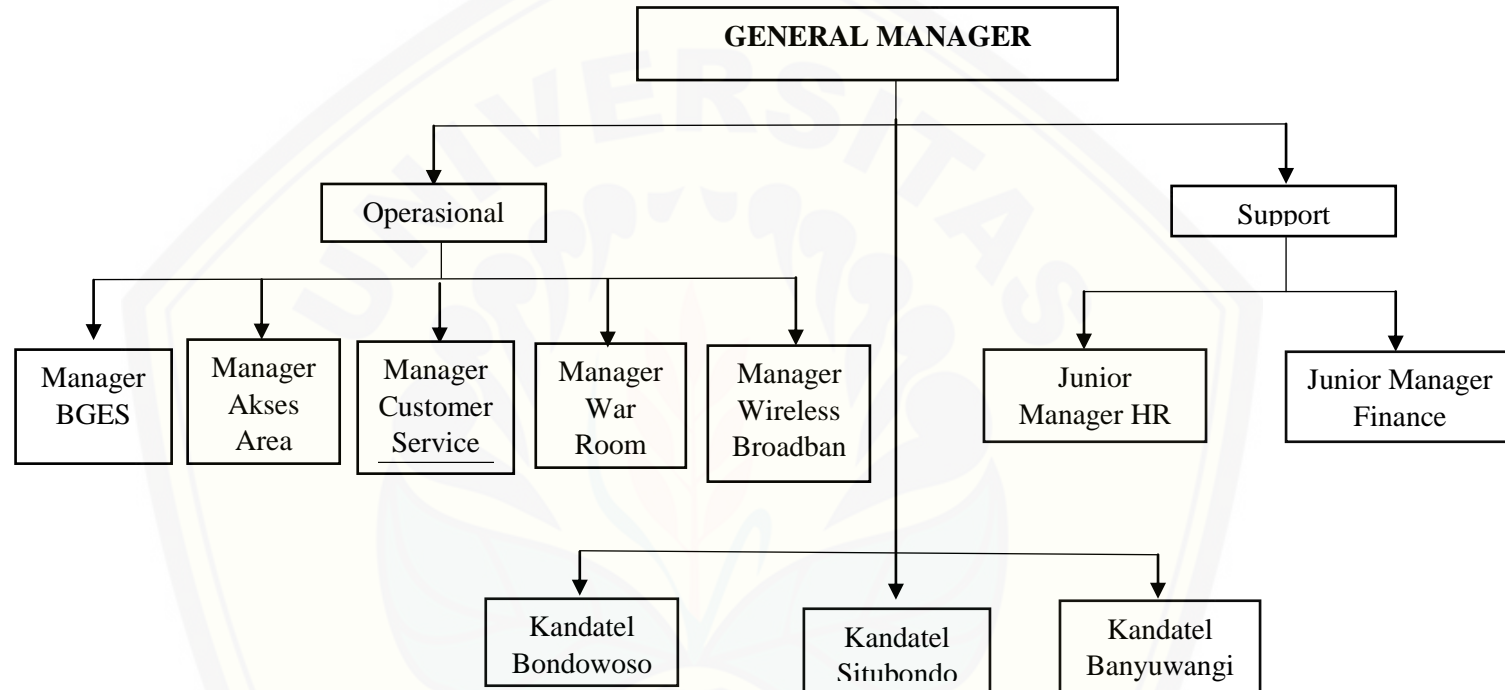 UNIVERSITAS
GENERAL MANAGER
Operasional
Support
Manager
BGES
Manager
Akses
Area
Manager
Customer
Service
Manager
War
Room
Manager
Wireless
Broadban
Junior
Manager HR
Junior Manager
Finance
Kandatel
Bondowoso
Kandatel
Situbondo
Kandatel
Banyuwangi